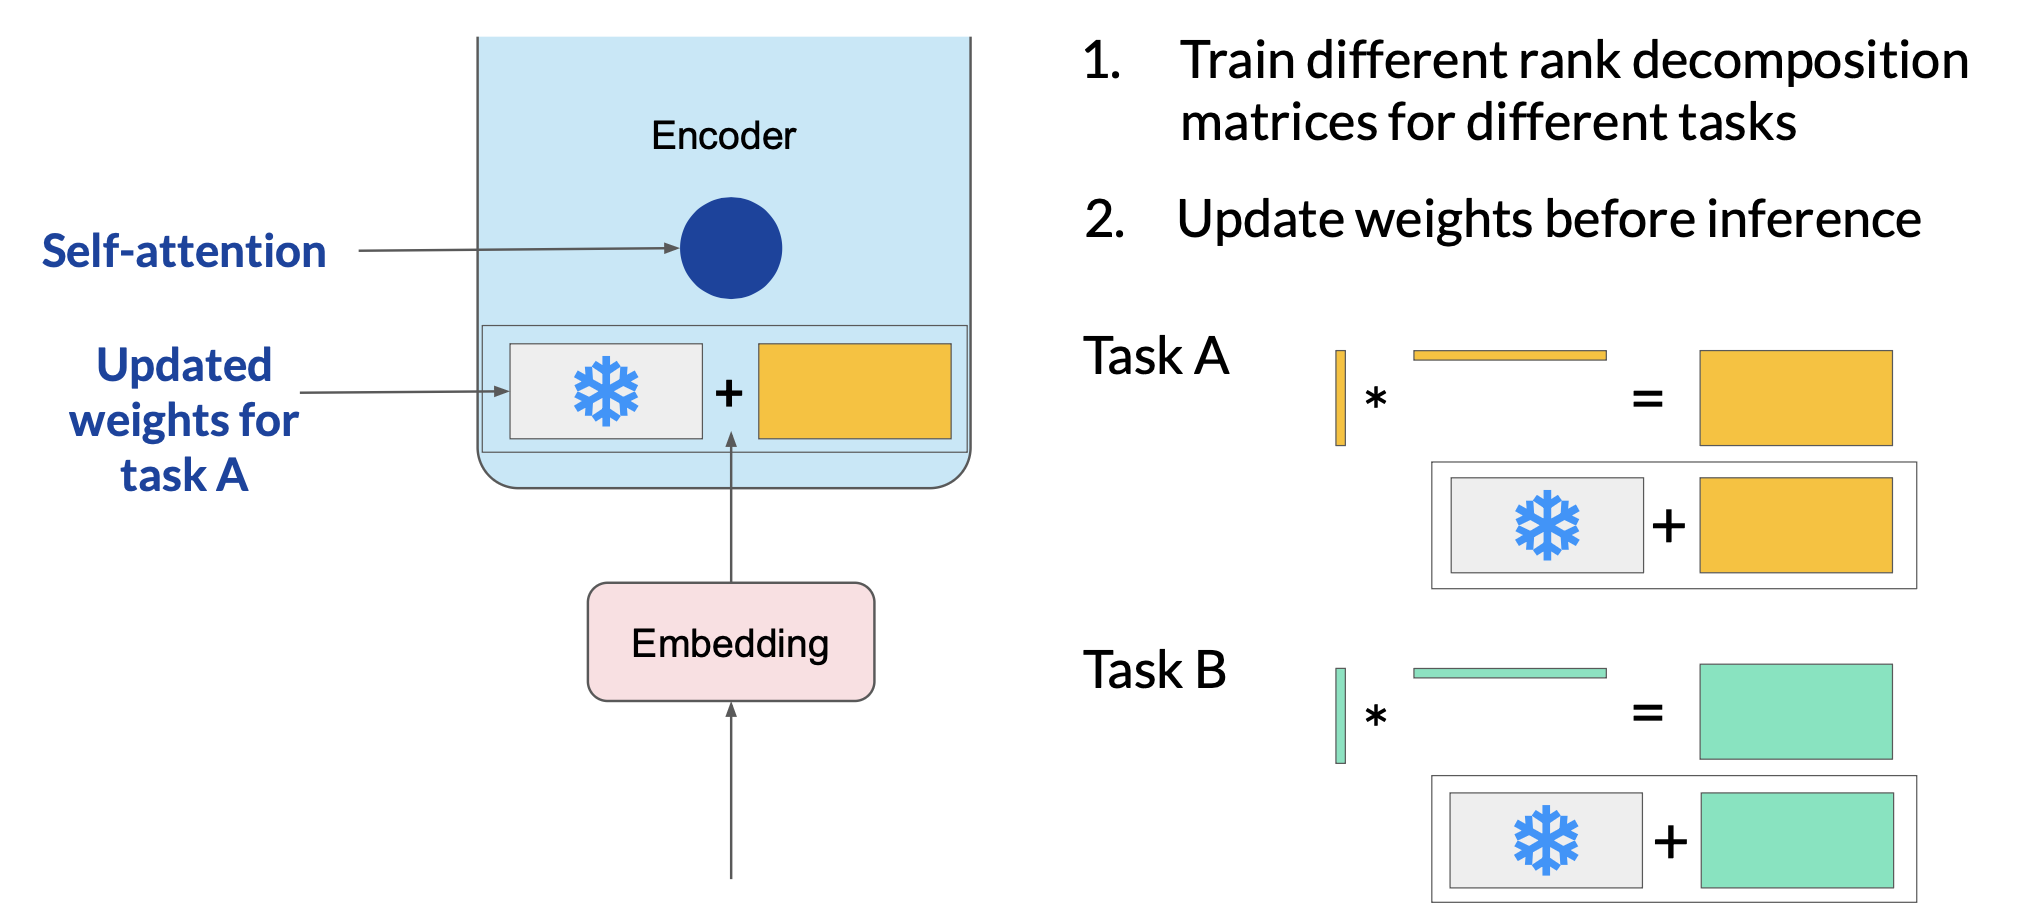 Encoder
Self-attention
Updated
weights for
task A
+
Embedding
1. Train different rank decomposition
matrices for different tasks
2. Update weights before inference
Task A
* =
+
Task B
* =
+